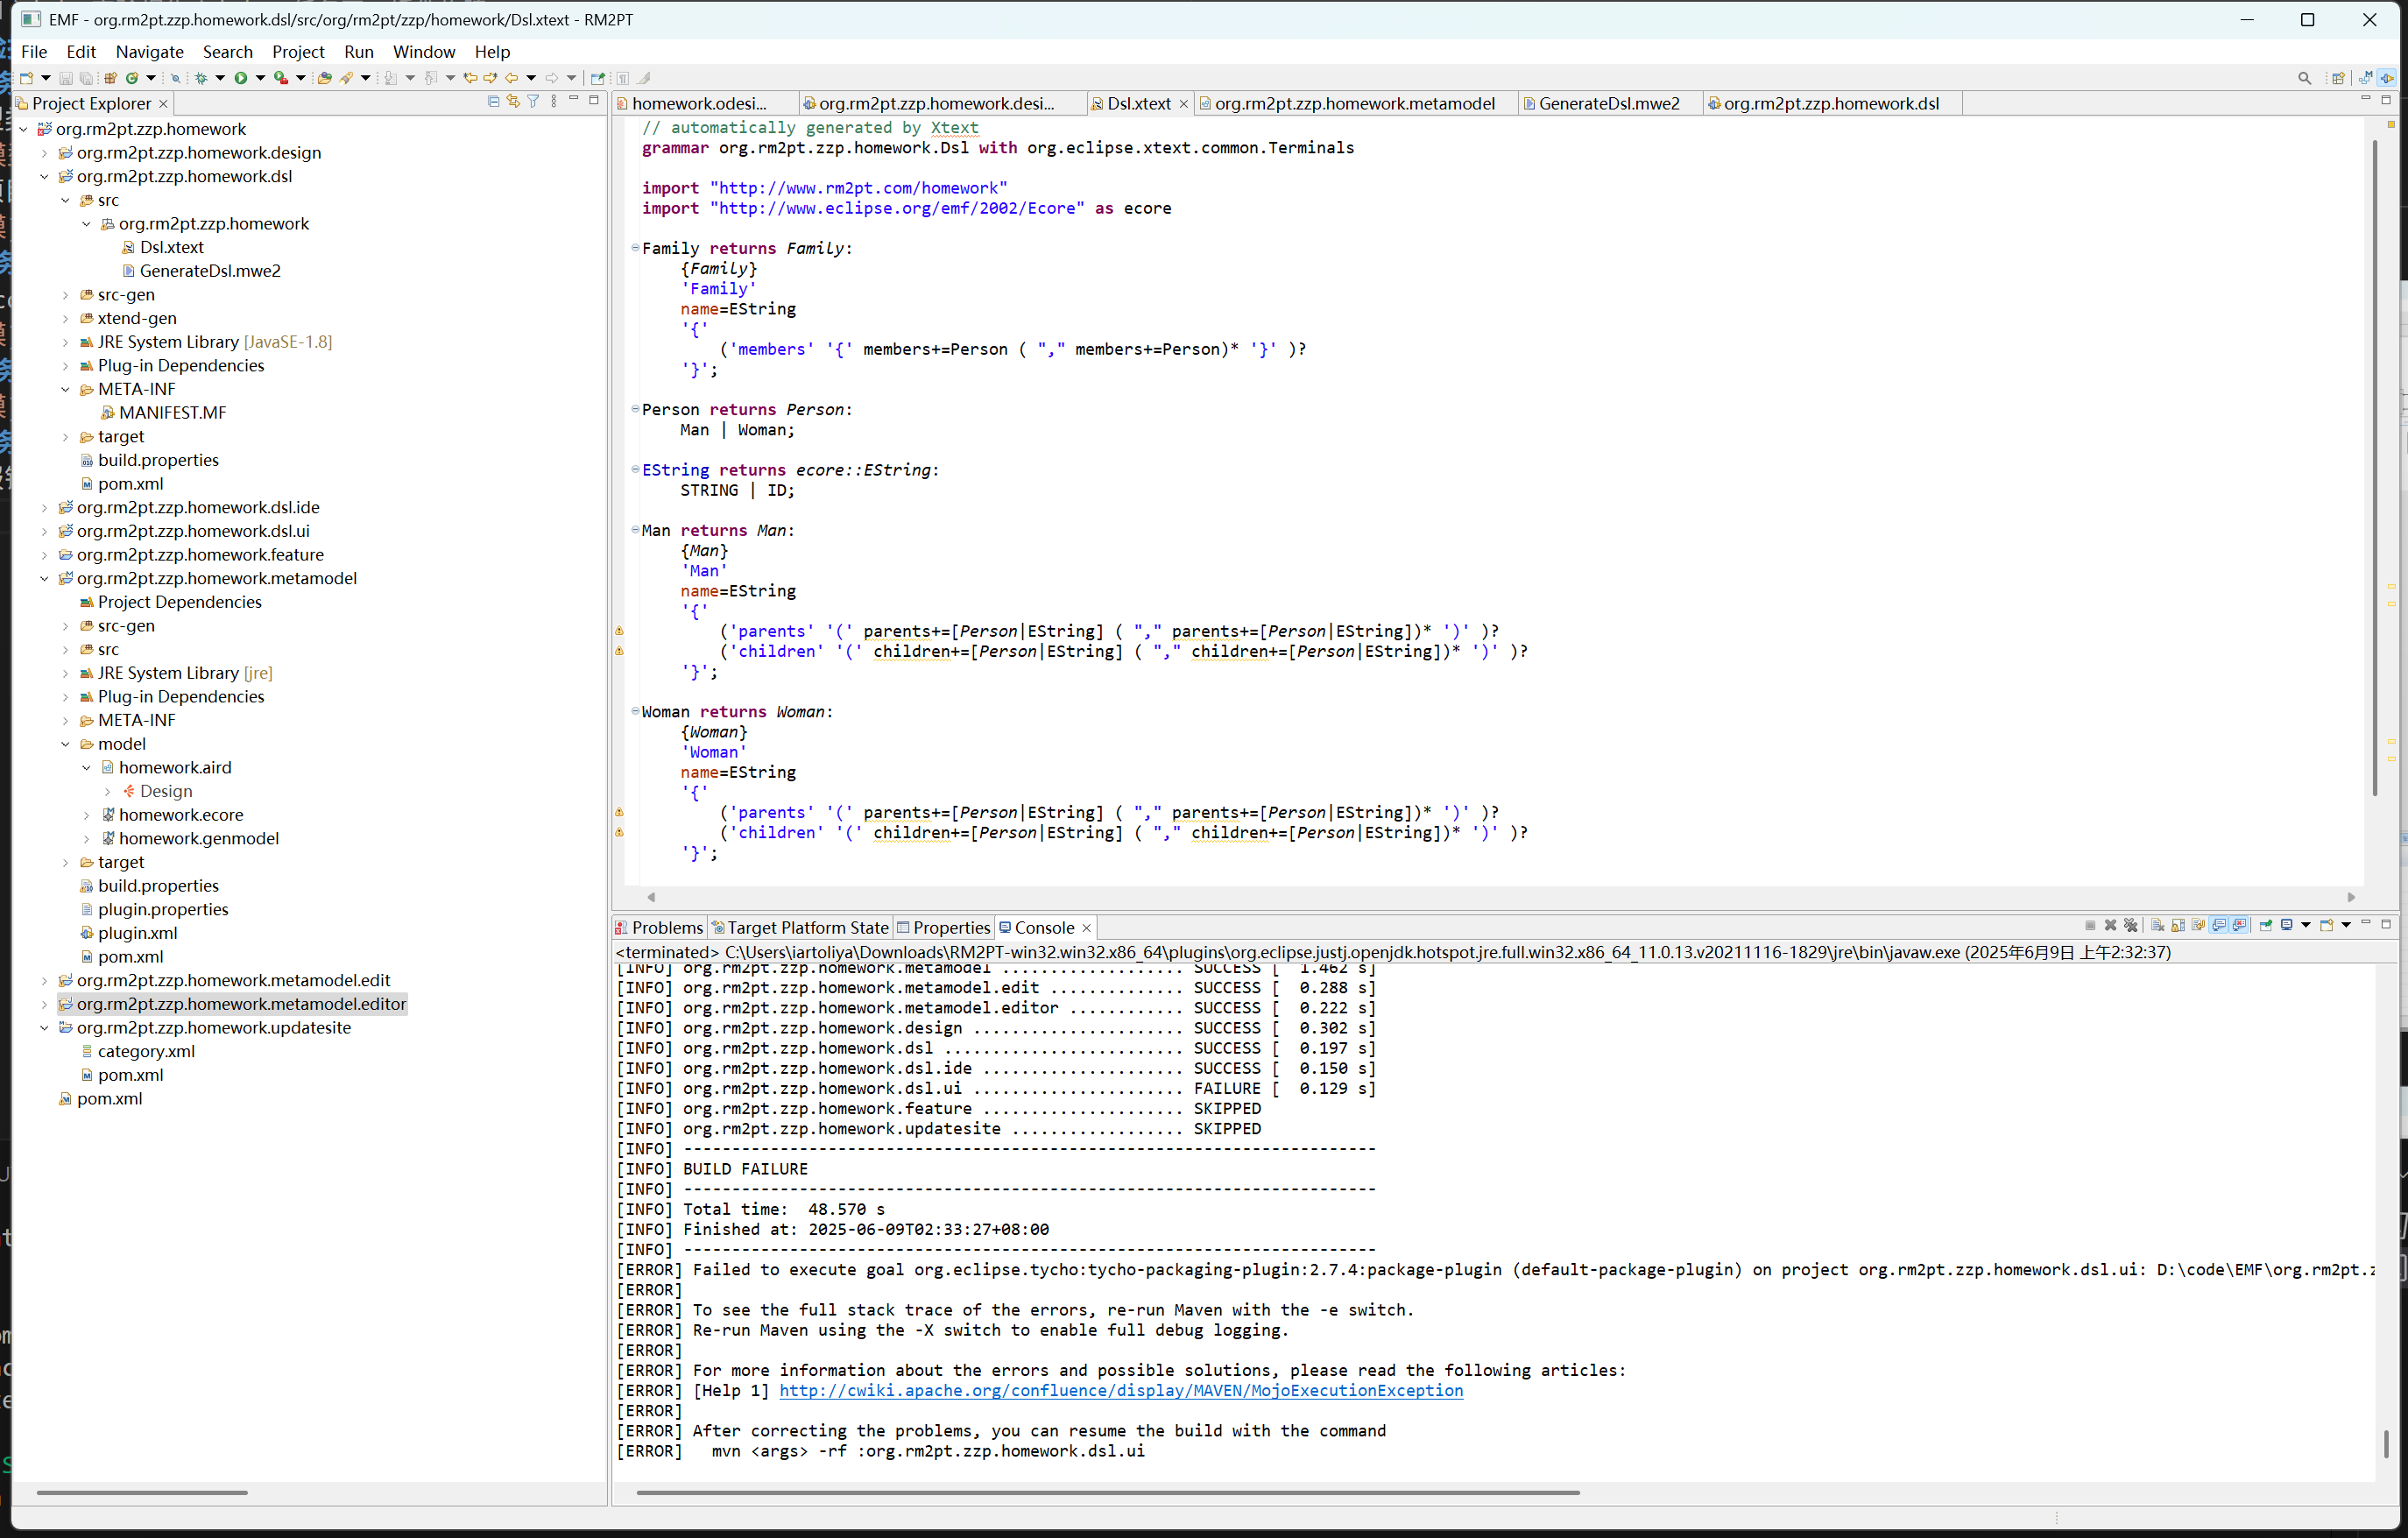 EMF - org.rm2pt.zzp.homework.dsl/src/org/rm2pt/zzp/homework/Dsl.xtext - RM2PT
File Edit Navigate Search Project Run Window Help
Project Explorer
org.rm2pt.zzp.homework
org.rm2pt.zzp.homework.design
org.rm2pt.zzp.homework.dsl
src
org.rm2pt.zzp.homework
Dsl.xtext
GenerateDsl.mwe2
src-gen
xtend-gen
JRE System Library [JavaSE-1.8]
Plug-in Dependencies
META-INF
MANIFEST.MF
target
build.properties
pom.xml
org.rm2pt.zzp.homework.dsl.ide
org.rm2pt.zzp.homework.dsl.ui
org.rm2pt.zzp.homework.feature
org.rm2pt.zzp.homework.metamodel
Project Dependencies
src-gen
src
JRE System Library [jre]
Plug-in Dependencies
META-INF
model
homework.aird
Design
homework.ecore
homework.genmodel
target
build.properties
plugin.properties
plugin.xml
pom.xml
org.rm2pt.zzp.homework.metamodel.edit
org.rm2pt.zzp.homework.metamodel.editor
org.rm2pt.zzp.homework.updatesite
category.xml
pom.xml
pom.xml
homework.odesi... org.rm2pt.zzp.homework.desi... Dsl.xtext org.rm2pt.zzp.homework.metamodel GenerateDsl.mwe2 org.rm2pt.zzp.homework.dsl
// automatically generated by Xtext
grammar org.rm2pt.zzp.homework.Dsl with org.eclipse.xtext.common.Terminals
import "http://www.rm2pt.com/homework"
import "http://www.eclipse.org/emf/2002/Ecore" as ecore
Family returns Family:
{Family}
'Family'
name=EString
'{'
('members' '{' members+=Person ( "," members+=Person)* '}' )?
'}';
Person returns Person:
Man | Woman;
EString returns ecore::EString:
STRING | ID;
Man returns Man:
{Man}
'Man'
name=EString
'{'
('parents' '(' parents+=[Person|EString] ( "," parents+=[Person|EString])* ')' )?
('children' '(' children+=[Person|EString] ( "," children+=[Person|EString])* ')' )?
'}';
Woman returns Woman:
{Woman}
'Woman'
name=EString
'{'
('parents' '(' parents+=[Person|EString] ( "," parents+=[Person|EString])* ')' )?
('children' '(' children+=[Person|EString] ( "," children+=[Person|EString])* ')' )?
'}';
Problems Target Platform State Properties Console
<terminated> C:\Users\iartoliya\Downloads\RM2PT-win32.win32.x86_64\plugins\org.eclipse.justj.openjdk.hotspot.jre.full.win32.x86_64_11.0.13.v20211116-1829\jre\bin\javaw.exe (2025年6月9日 上午2:32:37)
[INFO] org.rm2pt.zzp.homework.metamodel ................... SUCCESS [  1.462 s]
[INFO] org.rm2pt.zzp.homework.metamodel.edit .............. SUCCESS [  0.288 s]
[INFO] org.rm2pt.zzp.homework.metamodel.editor ............ SUCCESS [  0.222 s]
[INFO] org.rm2pt.zzp.homework.design ...................... SUCCESS [  0.302 s]
[INFO] org.rm2pt.zzp.homework.dsl ......................... SUCCESS [  0.197 s]
[INFO] org.rm2pt.zzp.homework.dsl.ide ..................... SUCCESS [  0.150 s]
[INFO] org.rm2pt.zzp.homework.dsl.ui ...................... FAILURE [  0.129 s]
[INFO] org.rm2pt.zzp.homework.feature ..................... SKIPPED
[INFO] org.rm2pt.zzp.homework.updatesite .................. SKIPPED
[INFO] ------------------------------------------------------------------------
[INFO] BUILD FAILURE
[INFO] ------------------------------------------------------------------------
[INFO] Total time:  48.570 s
[INFO] Finished at: 2025-06-09T02:33:27+08:00
[INFO] ------------------------------------------------------------------------
[ERROR] Failed to execute goal org.eclipse.tycho:tycho-packaging-plugin:2.7.4:package-plugin (default-package-plugin) on project org.rm2pt.zzp.homework.dsl.ui: D:\code\EMF\org.rm2pt.z
[ERROR]
[ERROR] To see the full stack trace of the errors, re-run Maven with the -e switch.
[ERROR] Re-run Maven using the -X switch to enable full debug logging.
[ERROR]
[ERROR] For more information about the errors and possible solutions, please read the following articles:
[ERROR] [Help 1] http://cwiki.apache.org/confluence/display/MAVEN/MojoExecutionException
[ERROR]
[ERROR] After correcting the problems, you can resume the build with the command
[ERROR]   mvn <args> -rf :org.rm2pt.zzp.homework.dsl.ui